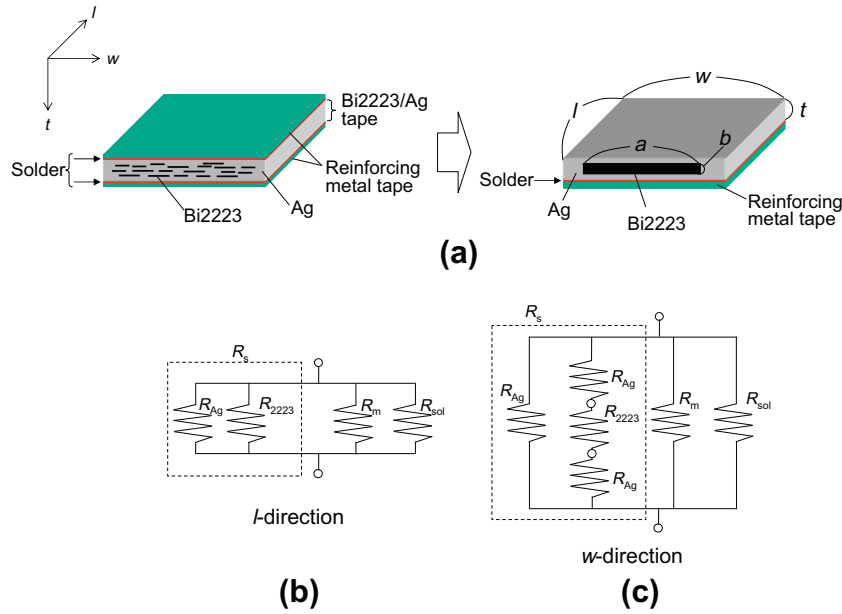 l
w
t
Bi2223/Ag
tape
Solder
Reinforcing
metal tape
Bi2223
Ag
w
l
t
a
b
Solder
Ag
Bi2223
Reinforcing
metal tape
(a)
Rs
RAg
R2223
Rm
Rsol
l-direction
(b)
Rs
RAg
RAg
R2223
RAg
Rm
Rsol
w-direction
(c)